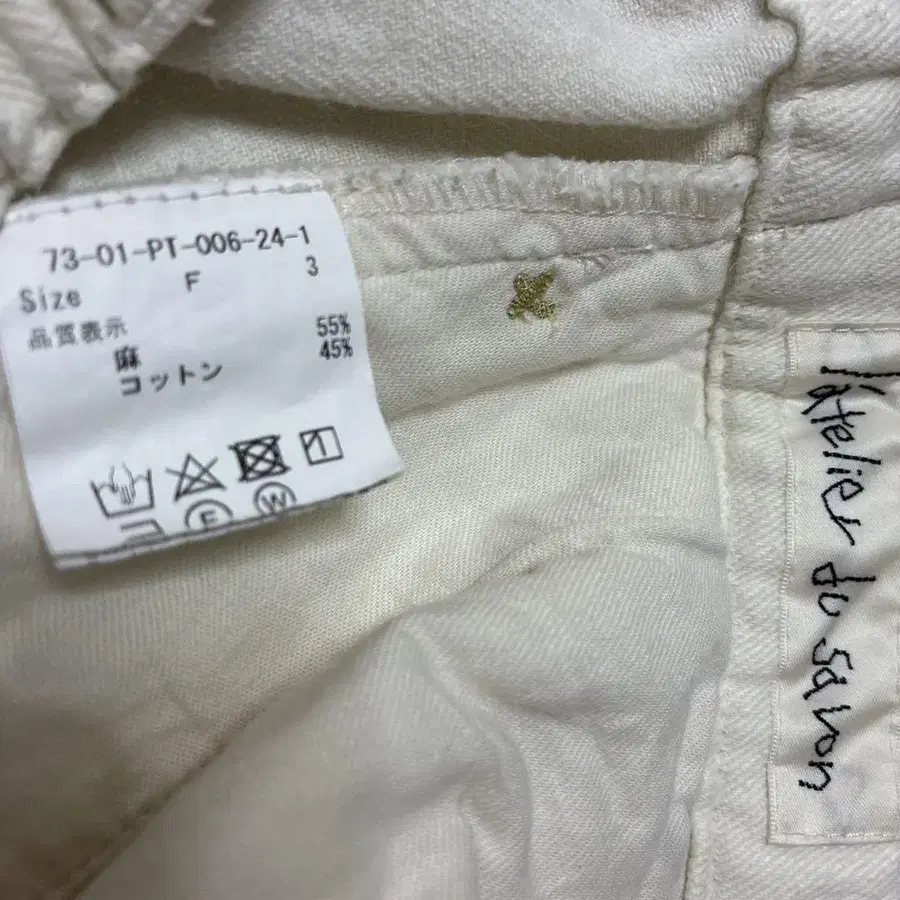 73-01-PT-006-24-1
Size F 3
品質表示
麻 55%
コットン 45%
F W
l'atelier du savon